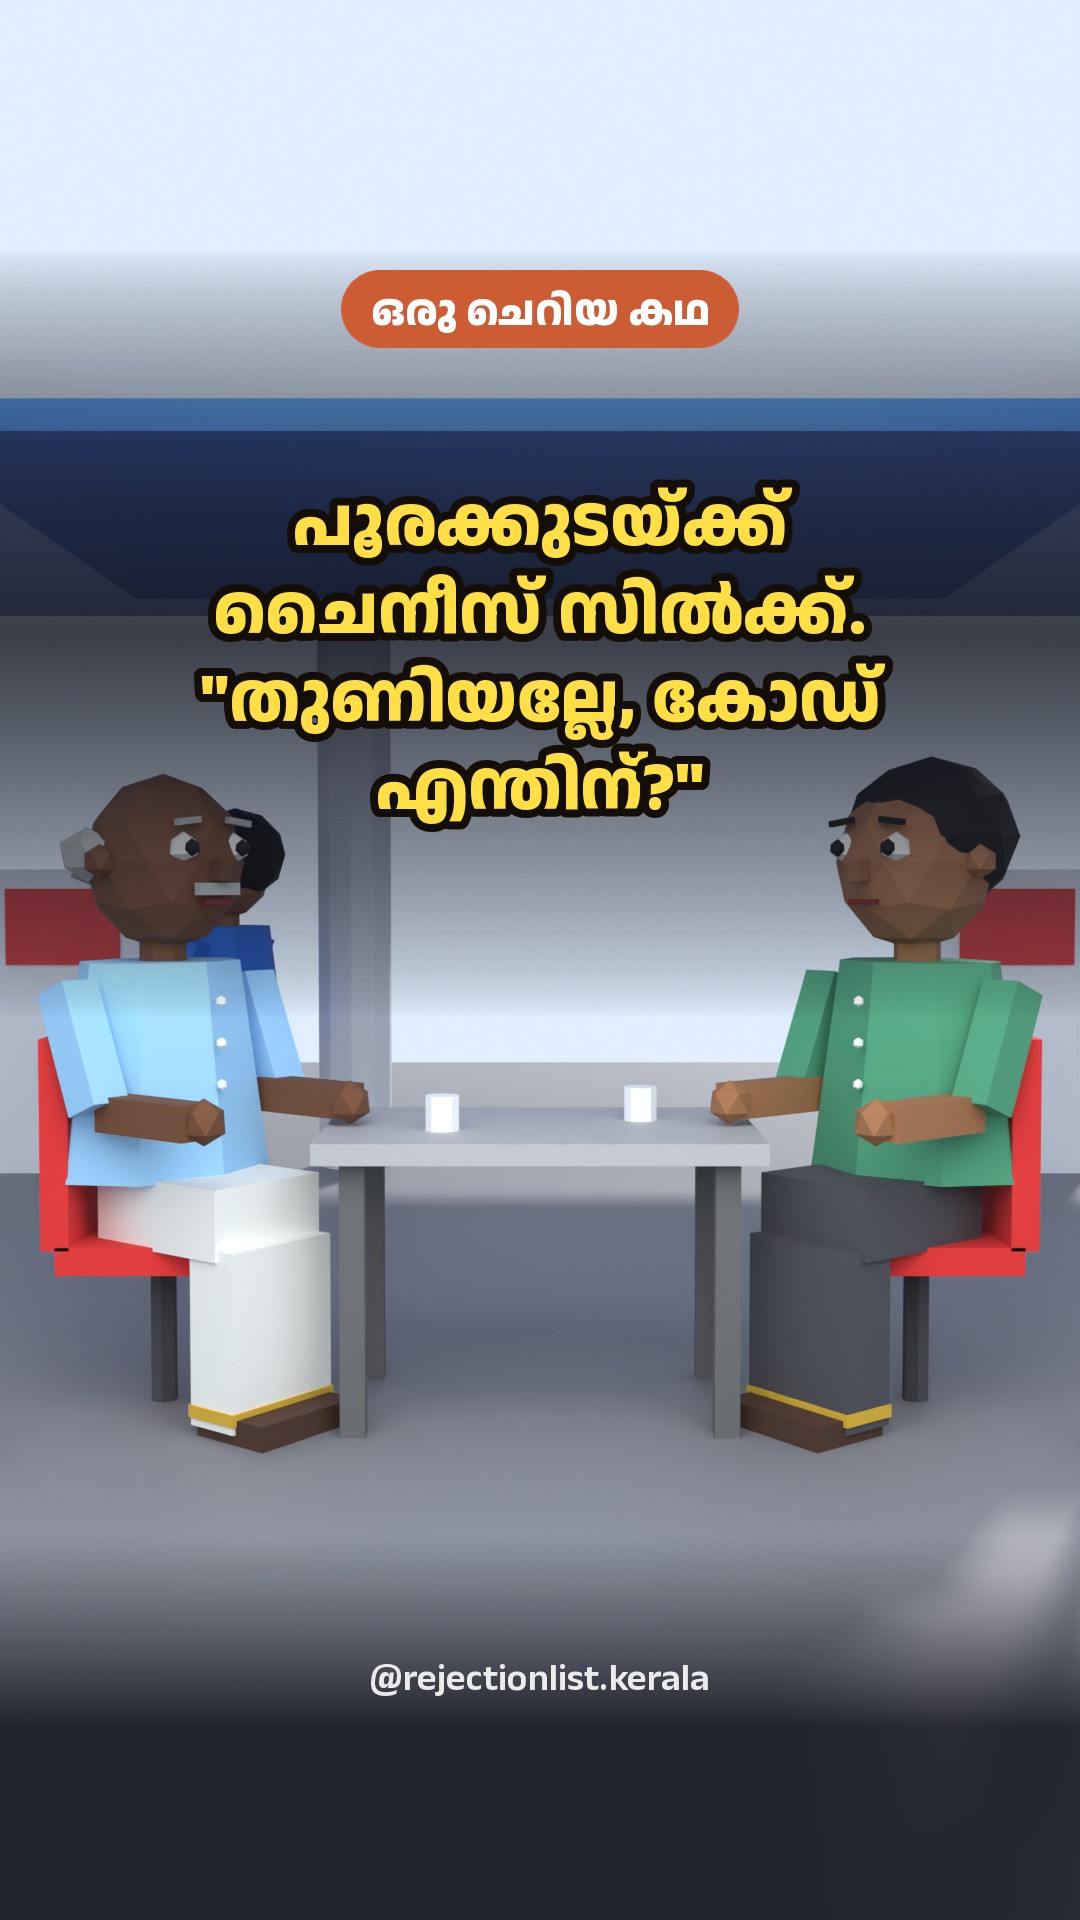 ഒരു ചെറിയ കഥ
പൂരക്കുടയ്ക്ക്
ചൈനീസ് സിൽക്ക്.
"തുണിയല്ലേ, കോഡ്
എന്തിന്?"
@rejectionlist.kerala